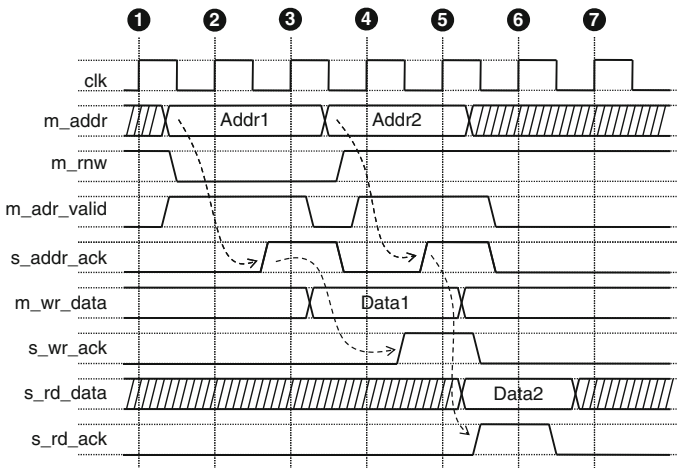 1 2 3 4 5 6 7
clk
m_addr Addr1 Addr2
m_rnw
m_adr_valid
s_addr_ack
m_wr_data Data1
s_wr_ack
s_rd_data Data2
s_rd_ack